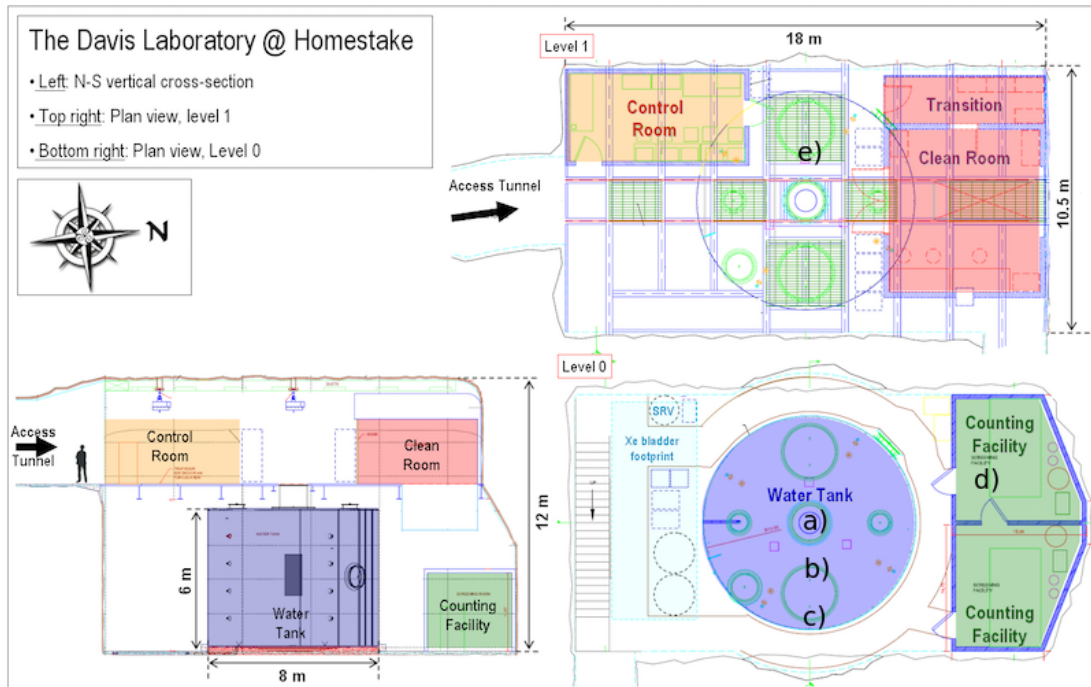 The Davis Laboratory @ Homestake
• Left: N-S vertical cross-section
• Top right: Plan view, level 1
• Bottom right: Plan view, Level 0
N
Level 1
18 m
Control
Room
Transition
e)
Clean Room
Access Tunnel
10.5 m
Access
Tunnel
Control
Room
Clean
Room
12 m
6 m
Water
Tank
Counting
Facility
8 m
Level 0
SRV
Xe bladder
footprint
Water Tank
a)
b)
c)
Counting
Facility
d)
Counting
Facility